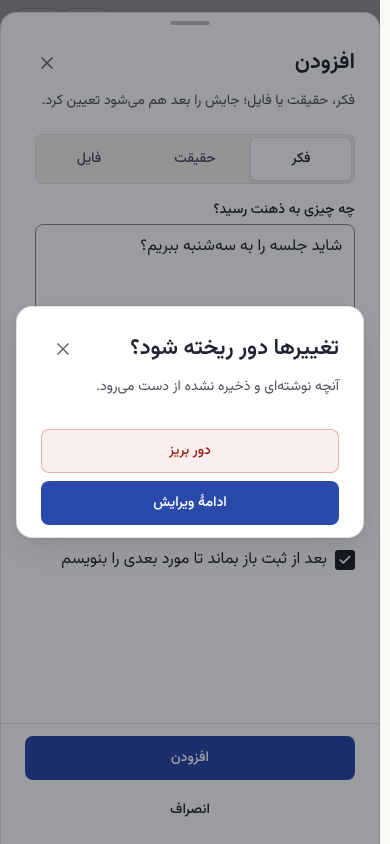 افزودن
فکر، حقیقت یا فایل؛ جایش را بعد هم می‌شود تعیین کرد.
فکر
حقیقت
فایل
چه چیزی به ذهنت رسید؟
شاید جلسه را به سه‌شنبه ببریم؟
تغییرها دور ریخته شود؟
آنچه نوشته‌ای و ذخیره نشده از دست می‌رود.
دور بریز
ادامهٔ ویرایش
بعد از ثبت باز بماند تا مورد بعدی را بنویسم
افزودن
انصراف